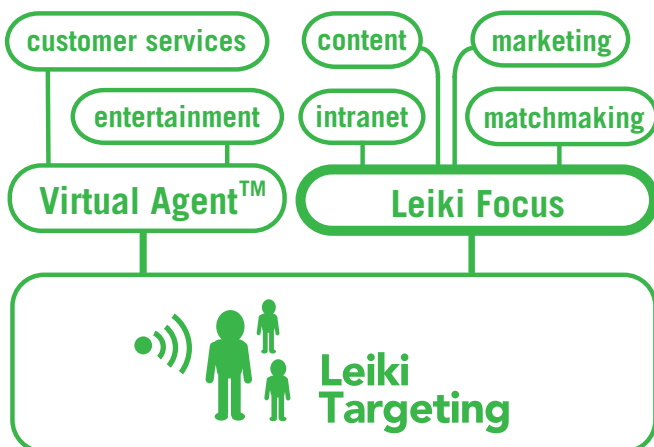 customer services
content
marketing
entertainment
intranet
matchmaking
Virtual Agent™
Leiki Focus
Leiki
Targeting